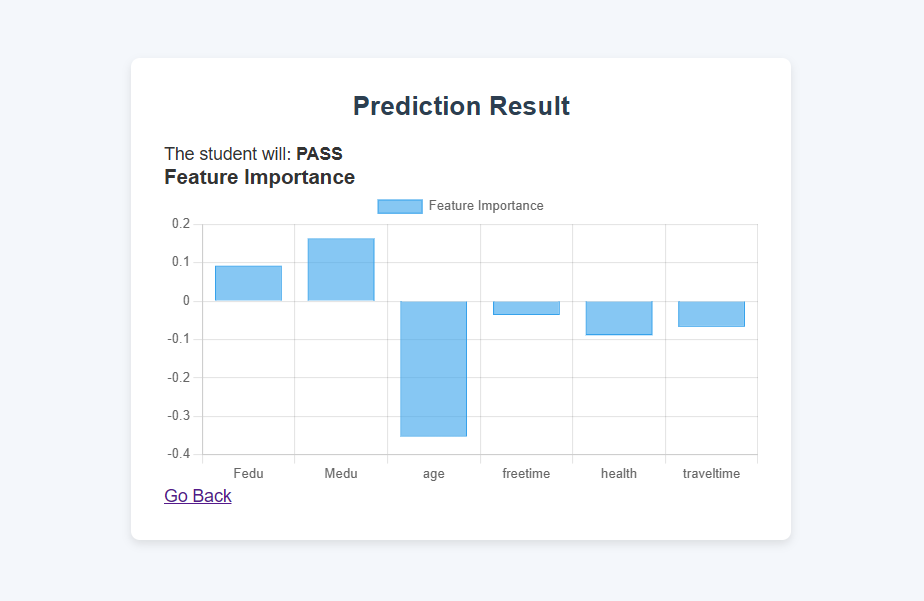 Prediction Result
The student will: PASS
Feature Importance
Feature Importance
0.2
0.1
0
-0.1
-0.2
-0.3
-0.4
Fedu Medu age freetime health traveltime
Go Back